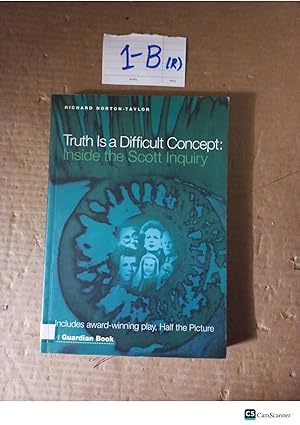 1-B (R)
RICHARD NORTON-TAYLOR
Truth Is a Difficult Concept:
Inside the Scott Inquiry
Includes award-winning play, Half the Picture
Guardian Book
CS CamScanner